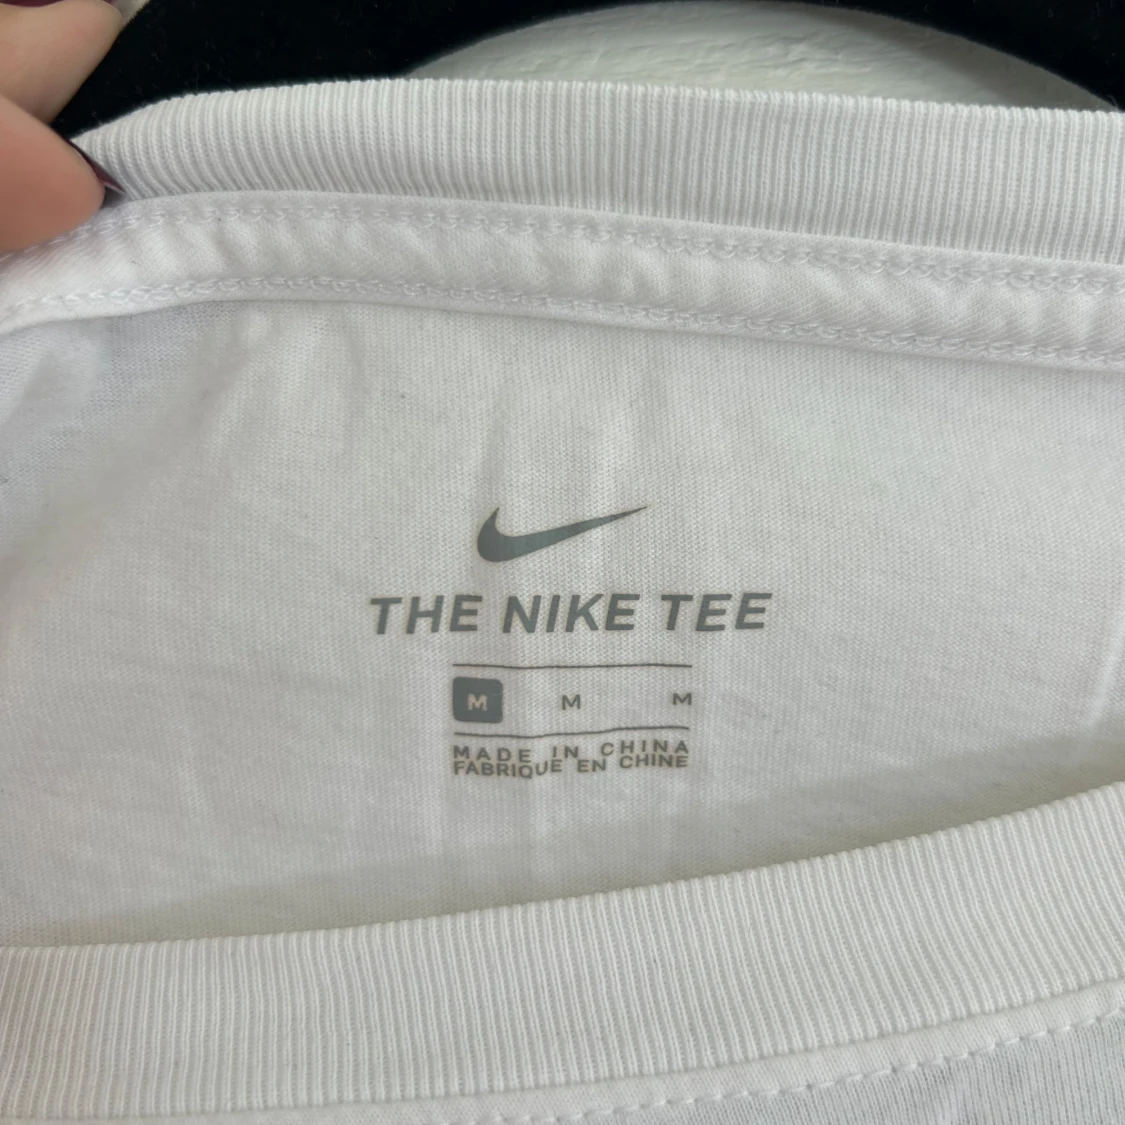 THE NIKE TEE
M M M
MADE IN CHINA
FABRIQUE EN CHINE